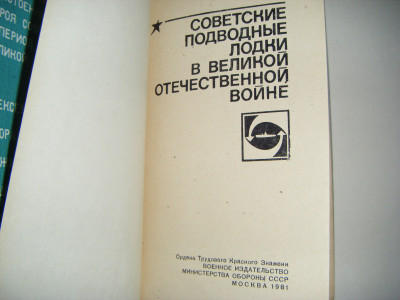 СОВЕТСКИЕ
ПОДВОДНЫЕ
ЛОДКИ
В ВЕЛИКОЙ
ОТЕЧЕСТВЕННОЙ
ВОЙНЕ
Ордена Трудового Красного Знамени
ВОЕННОЕ ИЗДАТЕЛЬСТВО
МИНИСТЕРСТВА ОБОРОНЫ СССР
МОСКВА 1981